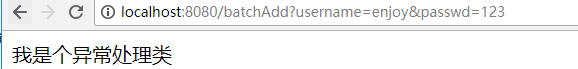 localhost:8080/batchAdd?username=enjoy&passwd=123
我是个异常处理类